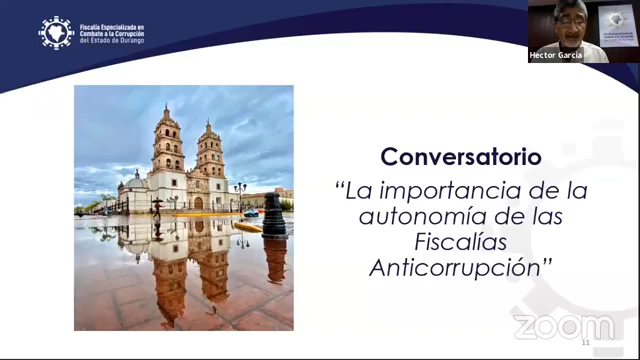 Fiscalía Especializada en
Combate a la Corrupción
del Estado de Durango
Hector García
Conversatorio
“La importancia de la
autonomía de las
Fiscalías
Anticorrupción”
zoom
11